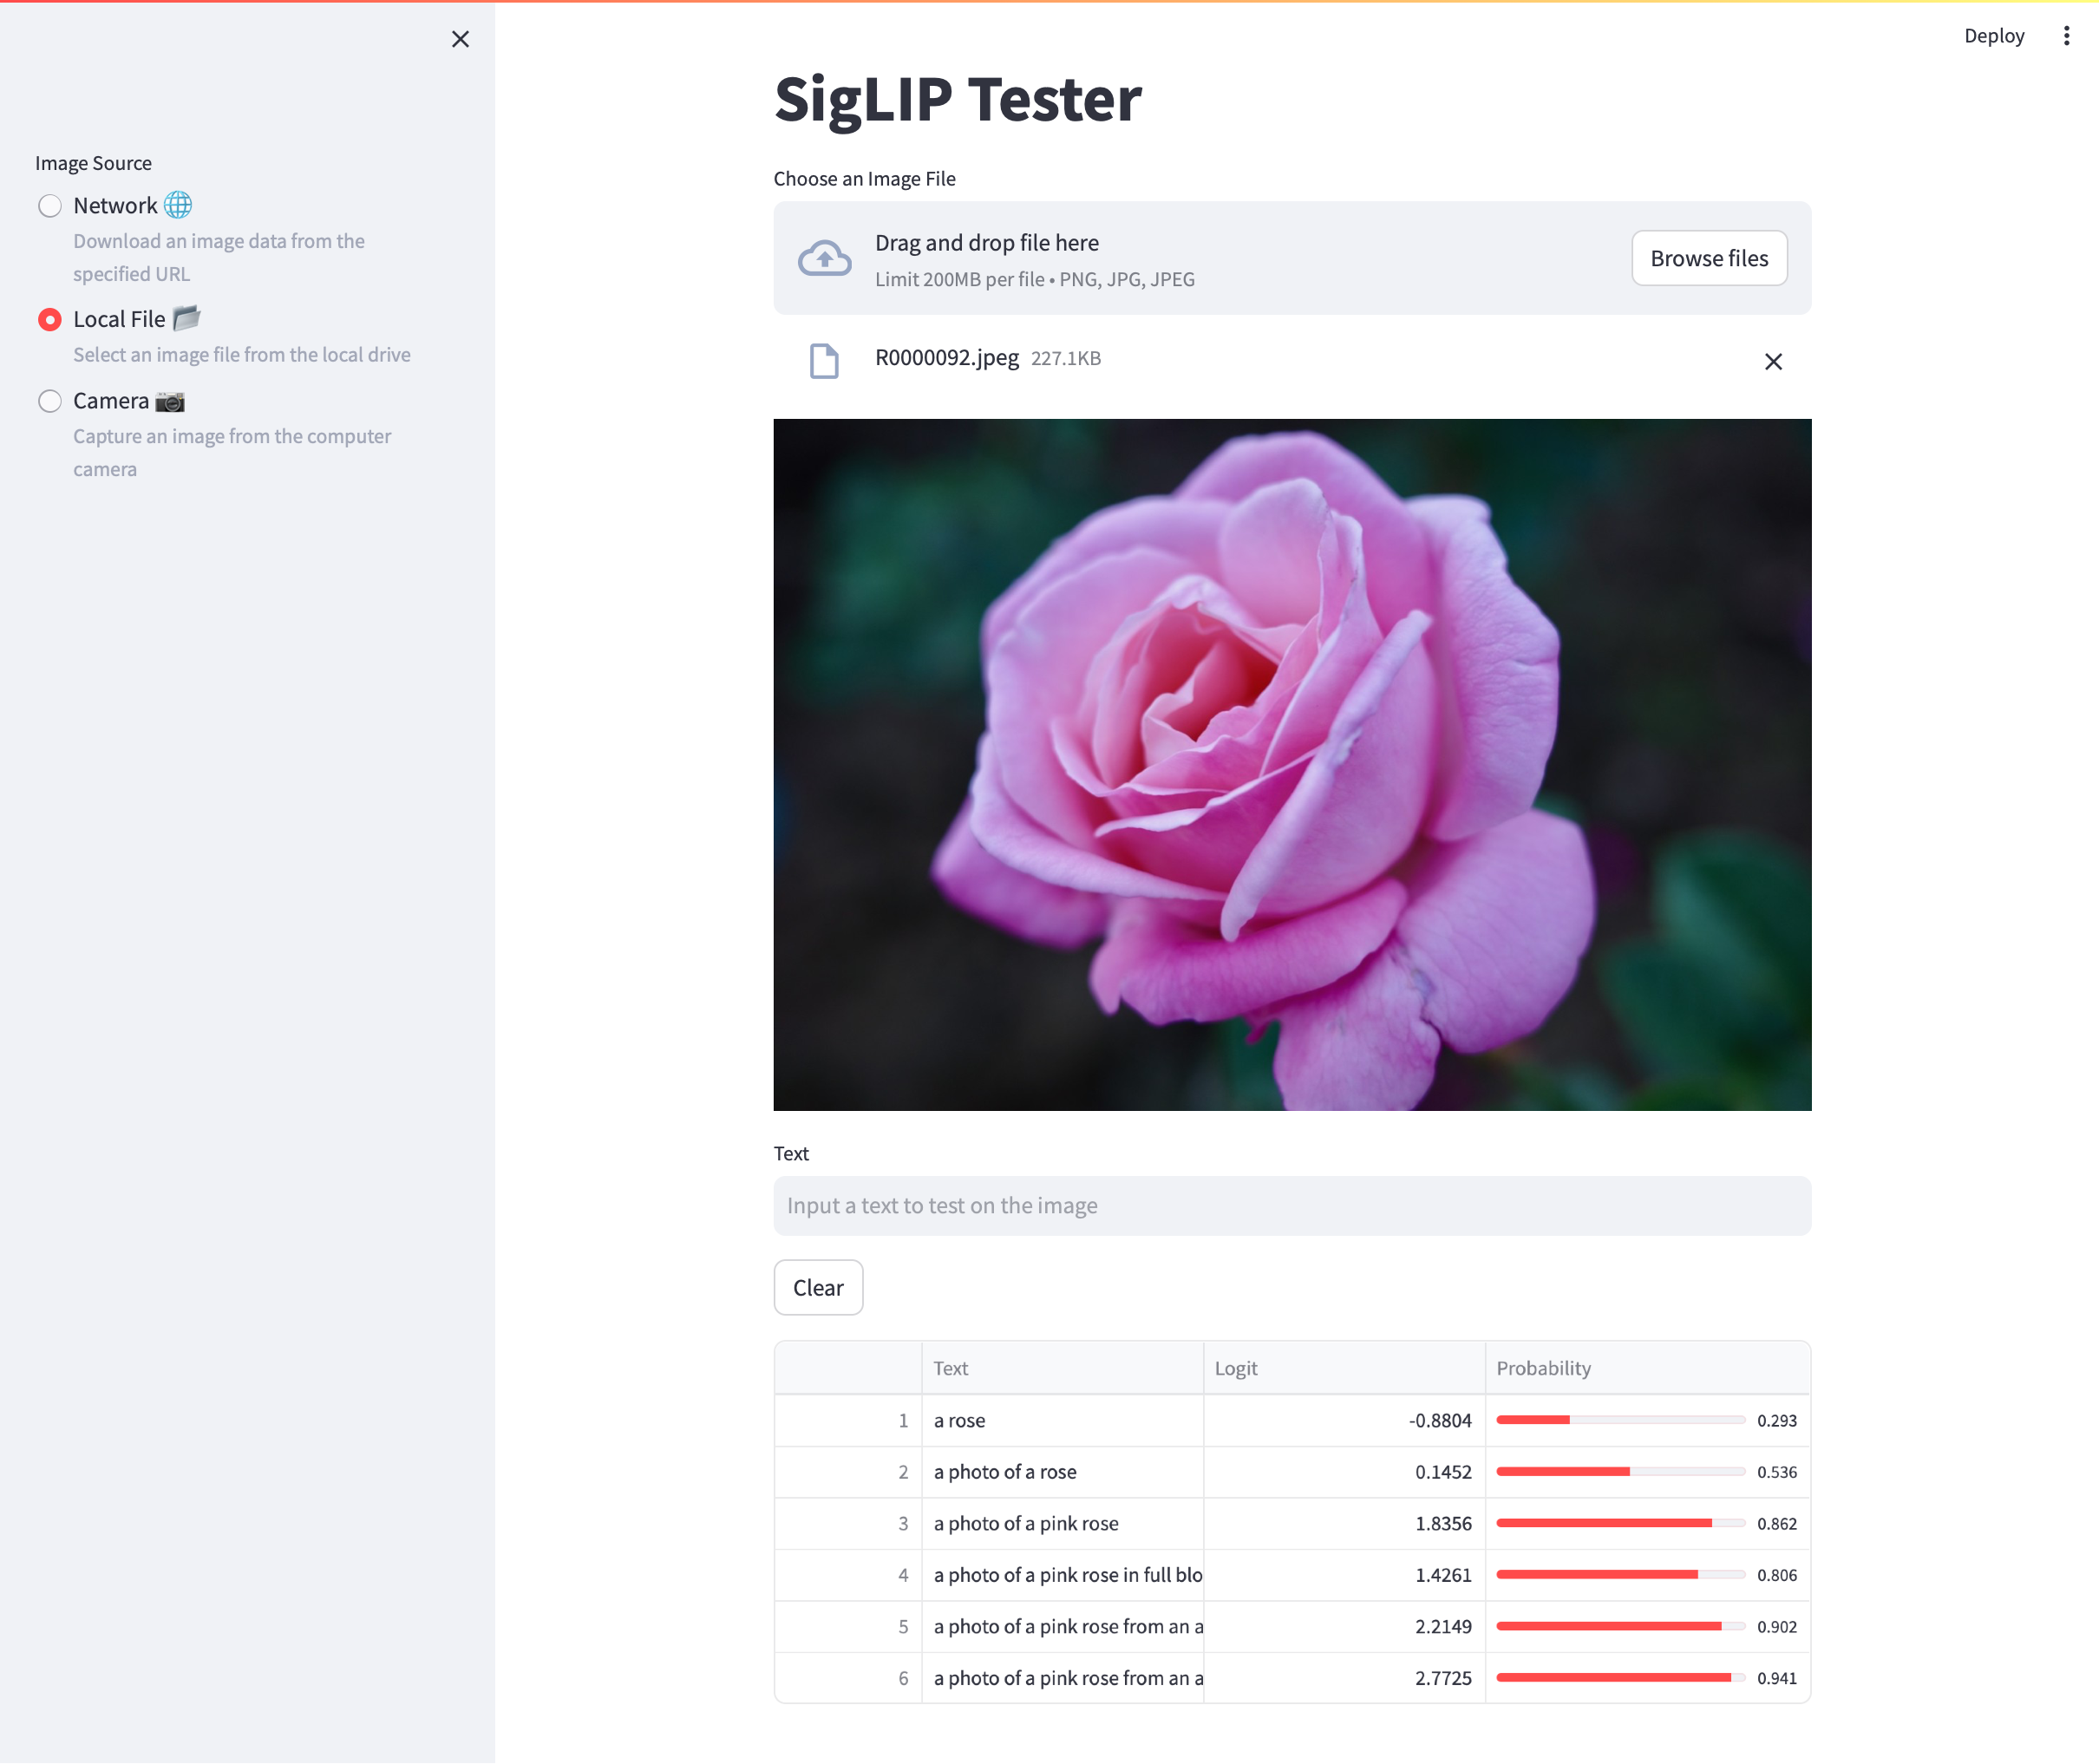 Deploy
SigLIP Tester
Image Source
Network
Download an image data from the
specified URL
Local File
Select an image file from the local drive
Camera
Capture an image from the computer
camera
Choose an Image File
Drag and drop file here
Limit 200MB per file • PNG, JPG, JPEG
Browse files
R0000092.jpeg 227.1KB
Text
Input a text to test on the image
Clear
Text Logit Probability
1 a rose -0.8804 0.293
2 a photo of a rose 0.1452 0.536
3 a photo of a pink rose 1.8356 0.862
4 a photo of a pink rose in full blo 1.4261 0.806
5 a photo of a pink rose from an a 2.2149 0.902
6 a photo of a pink rose from an a 2.7725 0.941